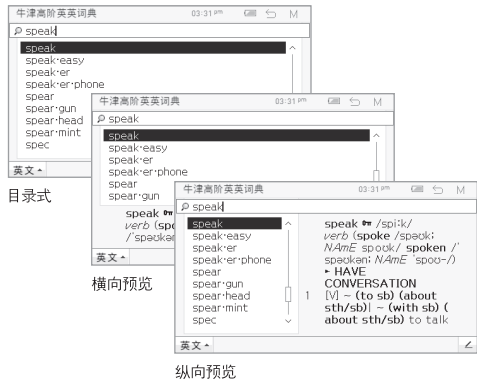 牛津高阶英英词典 03:31 PM M
speak
speak
speak·easy
speak·er
speak·er·phone
spear
spear·gun
spear·head
spear·mint
spec
英文
目录式
牛津高阶英英词典 03:31 PM M
speak
speak
speak·easy
speak·er
speak·er·phone
spear
spear·gun
speak
verb (spo
/ˈspəʊkən
英文
横向预览
牛津高阶英英词典 03:31 PM M
speak
speak
speak·easy
speak·er
speak·er·phone
spear
spear·gun
spear·head
spear·mint
spec
speak /spiːk/
verb (spoke /spəʊk;
NAmE spoʊk/ spoken /ˈ
spəʊkən; NAmE ˈspoʊ-/)
► HAVE
CONVERSATION
1 [V] ~ (to sb) (about
sth/sb)| ~ (with sb) (
about sth/sb) to talk
英文
纵向预览